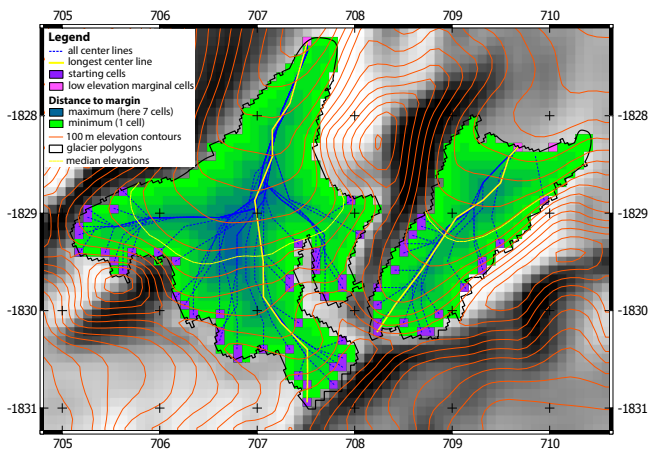 705 706 707 708 709 710
Legend
all center lines
longest center line
starting cells
low elevation marginal cells
Distance to margin
maximum (here 7 cells)
minimum (1 cell)
100 m elevation contours
glacier polygons
median elevations
-1828 -1828
-1829 -1829
-1830 -1830
-1831 -1831
705 706 707 708 709 710